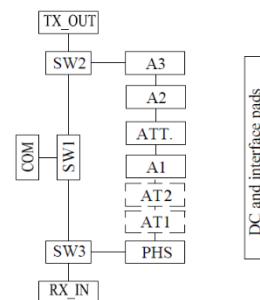 TX_OUT
SW2
A3
A2
ATT.
COM
SW1
A1
AT2
AT1
SW3
PHS
RX_IN
DC and interface pads